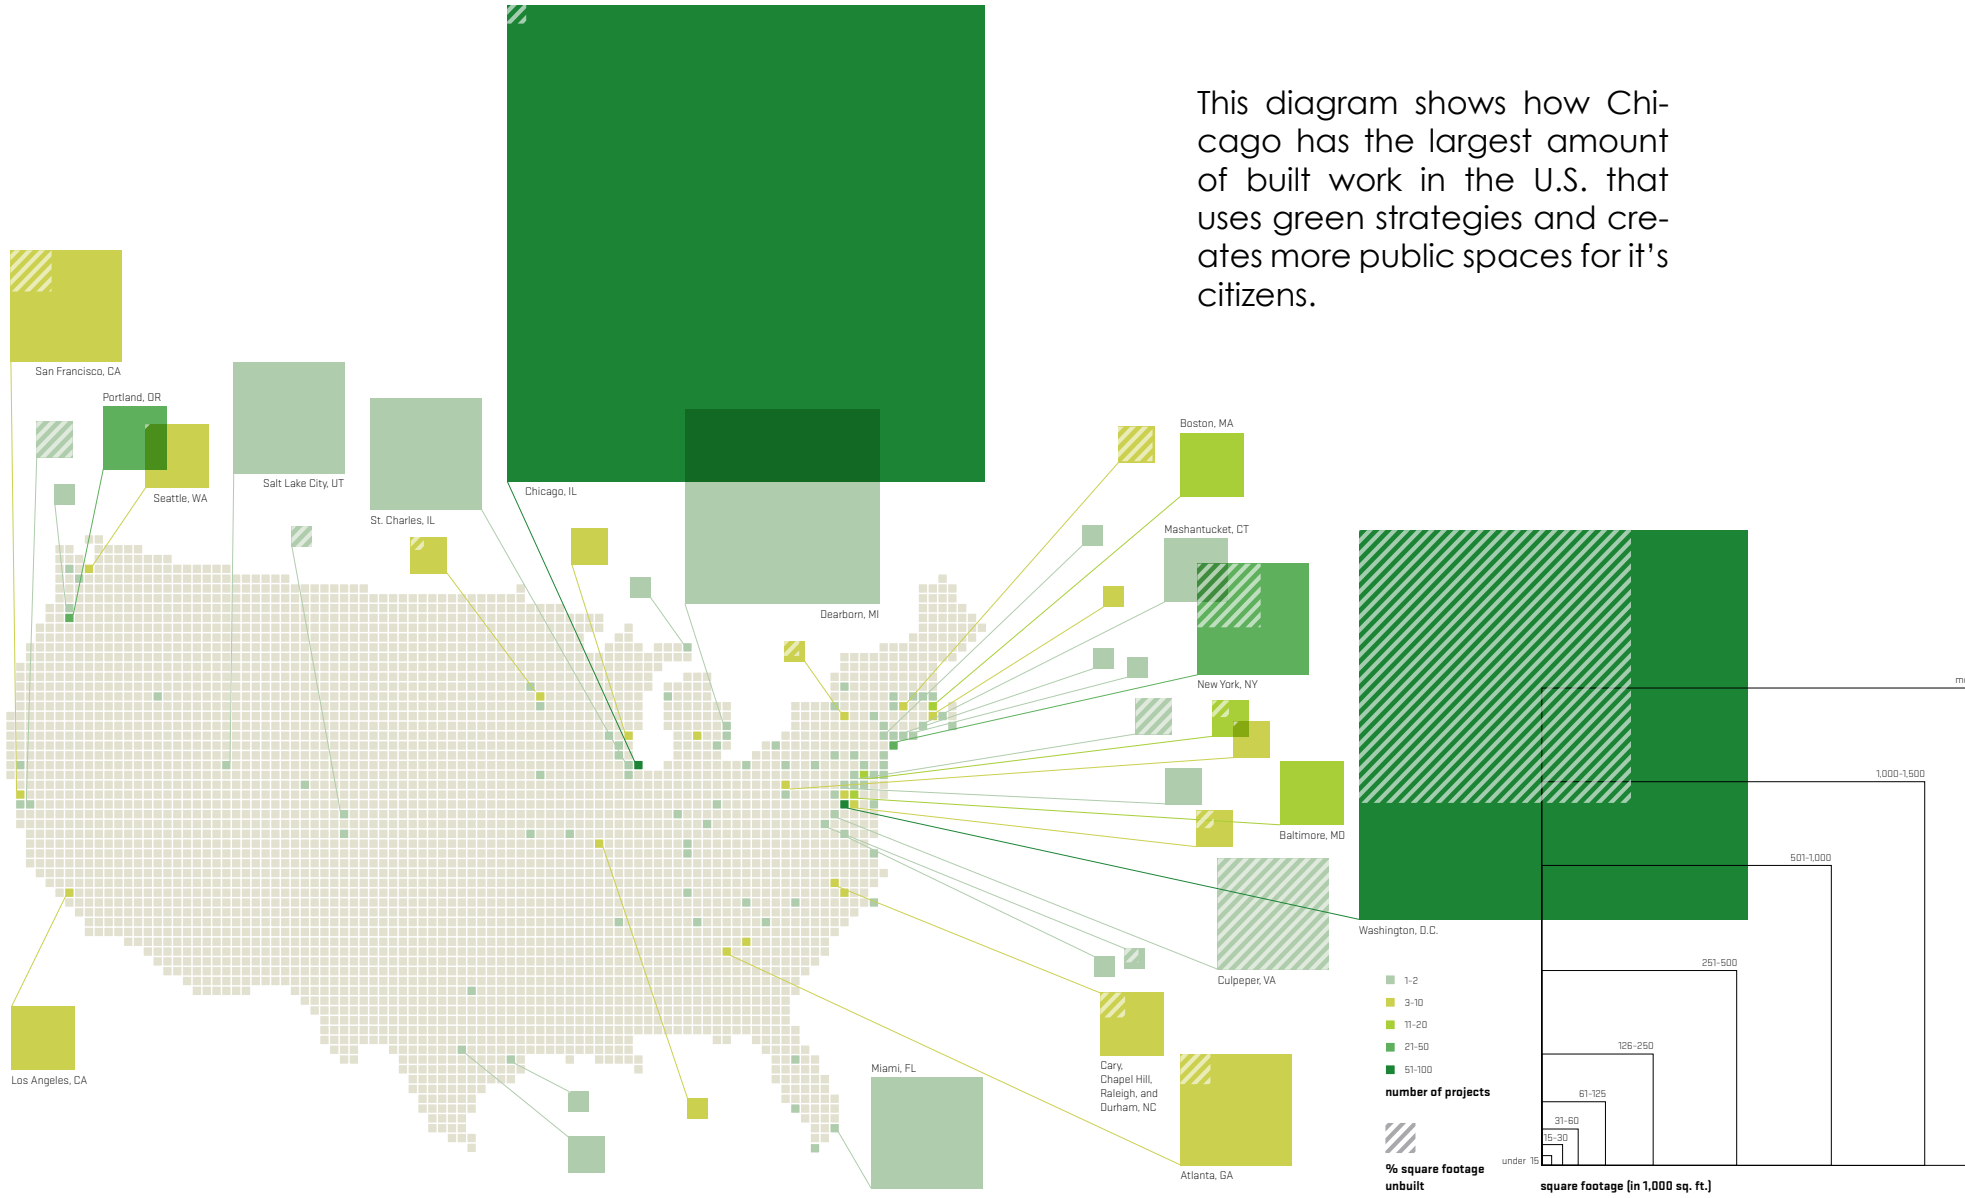 This diagram shows how Chi-
cago has the largest amount
of built work in the U.S. that
uses green strategies and cre-
ates more public spaces for it's
citizens.
San Francisco, CA
Portland, OR
Seattle, WA
Salt Lake City, UT
St. Charles, IL
Chicago, IL
Dearborn, MI
Boston, MA
Mashantucket, CT
New York, NY
Baltimore, MD
Culpeper, VA
Washington, D.C.
Los Angeles, CA
Miami, FL
Cary,
Chapel Hill,
Raleigh, and
Durham, NC
Atlanta, GA
1-2
3-10
11-20
21-50
51-100
number of projects
% square footage
unbuilt
1,000-1,500
501-1,000
251-500
126-250
61-125
31-60
15-30
under 15
square footage (in 1,000 sq. ft.)